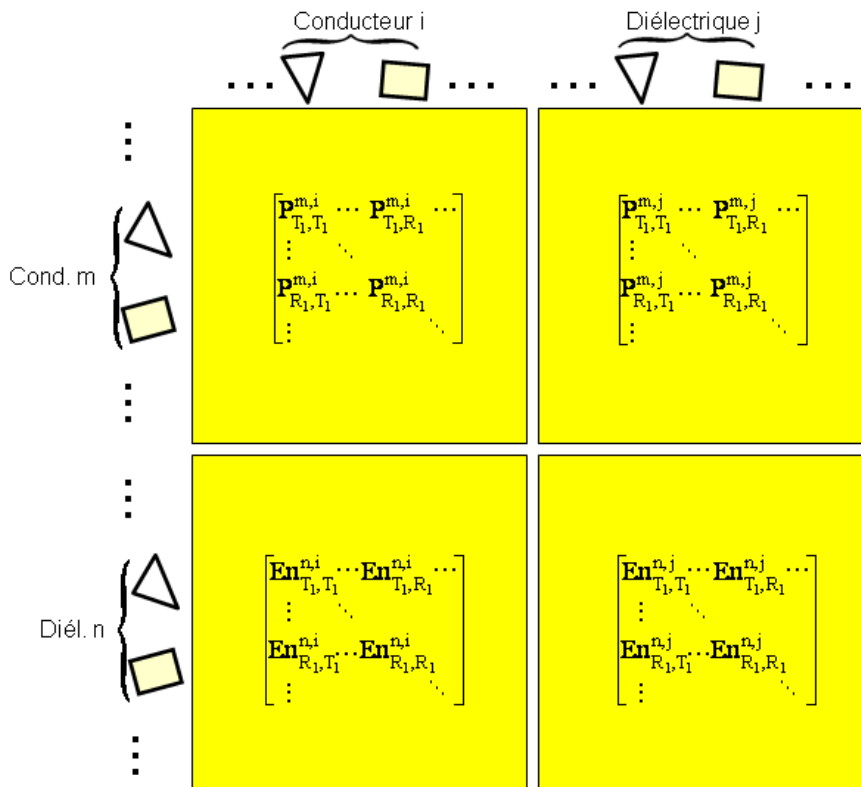 Conducteur i Diélectrique j
... ... ... ...
Cond. m
P^{m,i}_{T1,T1} ... P^{m,i}_{T1,R1} ... P^{m,j}_{T1,T1} ... P^{m,j}_{T1,R1} ...
P^{m,i}_{R1,T1} ... P^{m,i}_{R1,R1} P^{m,j}_{R1,T1} ... P^{m,j}_{R1,R1}
Diél. n
En^{n,i}_{T1,T1} ... En^{n,i}_{T1,R1} ... En^{n,j}_{T1,T1} ... En^{n,j}_{T1,R1} ...
En^{n,i}_{R1,T1} ... En^{n,i}_{R1,R1} En^{n,j}_{R1,T1} ... En^{n,j}_{R1,R1}